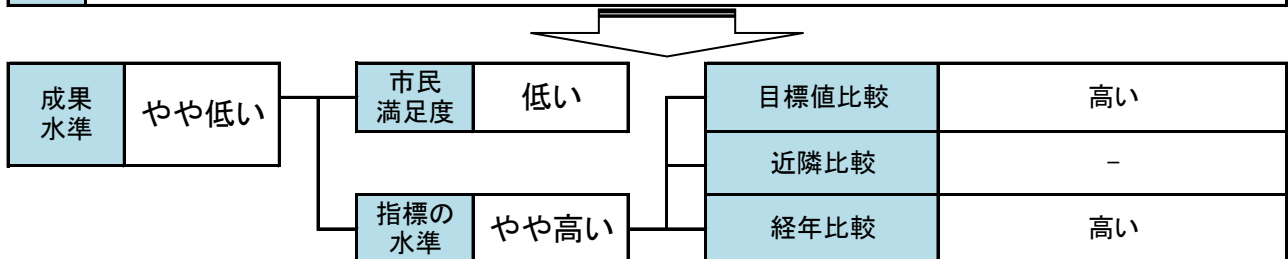 成果
水準
やや低い
市民
満足度
低い
指標の
水準
やや高い
目標値比較
高い
近隣比較
−
経年比較
高い